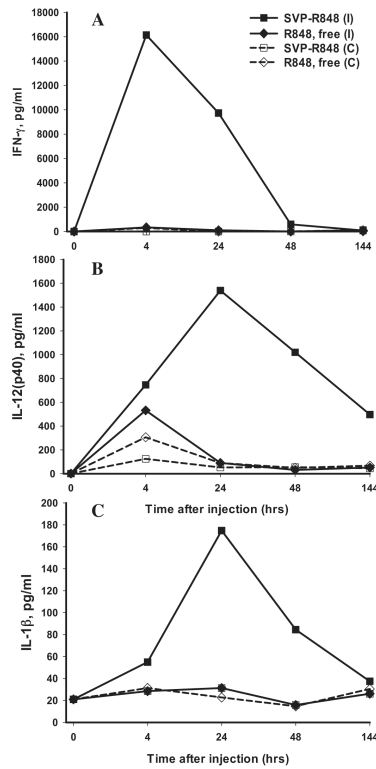 A
SVP-R848 (I)
R848, free (I)
SVP-R848 (C)
R848, free (C)
IFN-γ, pg/ml
18000
16000
14000
12000
10000
8000
6000
4000
2000
0
0 4 24 48 144
B
IL-12(p40), pg/ml
1800
1600
1400
1200
1000
800
600
400
200
0
0 4 24 48 144
Time after injection (hrs)
C
IL-1β, pg/ml
200
180
160
140
120
100
80
60
40
20
0
0 4 24 48 144
Time after injection (hrs)